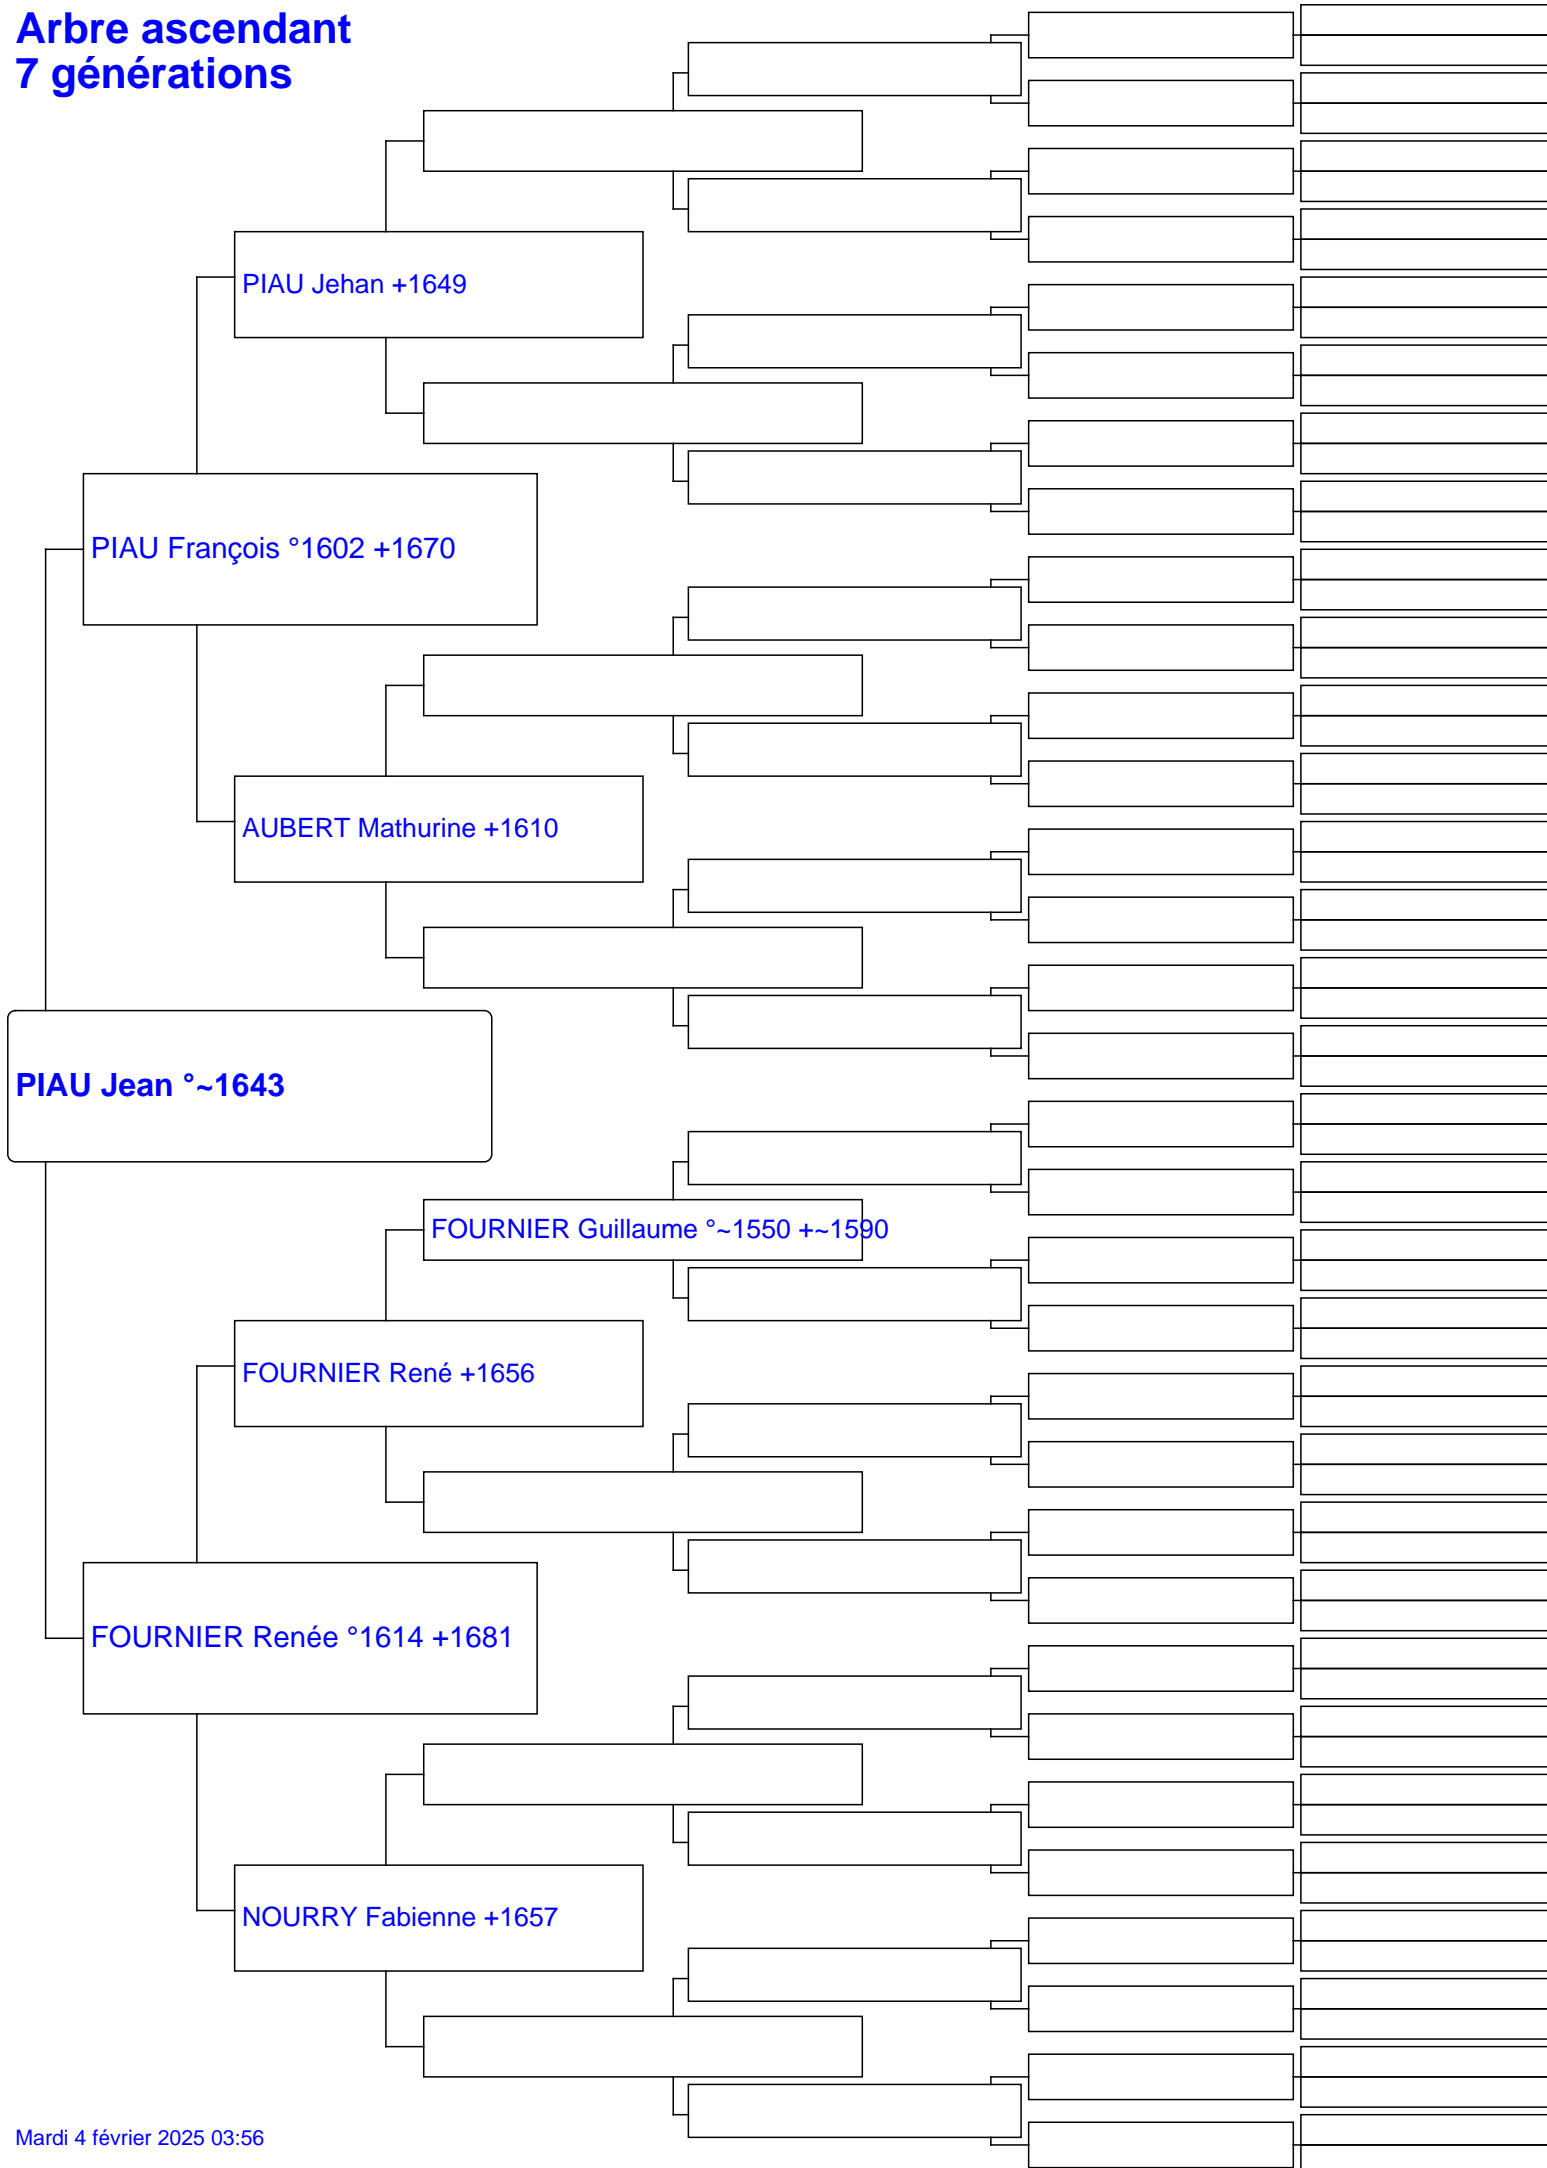 Arbre ascendant
7 générations
PIAU Jehan +1649
PIAU François °1602 +1670
AUBERT Mathurine +1610
PIAU Jean °~1643
FOURNIER Guillaume °~1550 +~1590
FOURNIER René +1656
FOURNIER Renée °1614 +1681
NOURRY Fabienne +1657
Mardi 4 février 2025 03:56